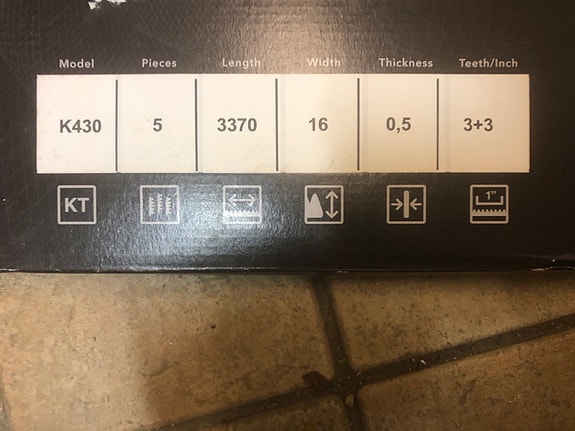 Model Pieces Length Width Thickness Teeth/Inch
K430 5 3370 16 0,5 3+3
KT 1"